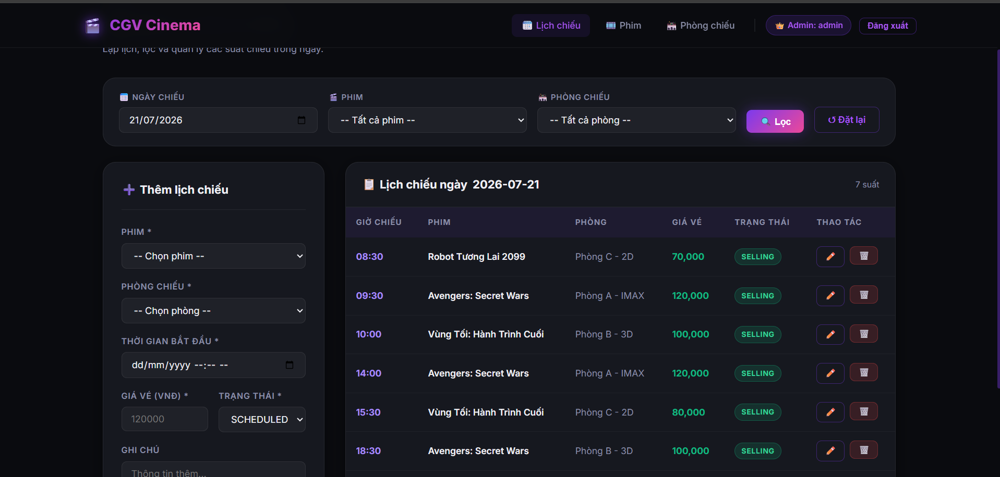 CGV Cinema
Lịch chiếu
Phim
Phòng chiếu
Admin: admin
Đăng xuất
Lập lịch, lọc và quản lý các suất chiếu trong ngày.
NGÀY CHIẾU
PHIM
PHÒNG CHIẾU
21/07/2026
-- Tất cả phim --
-- Tất cả phòng --
Lọc
↺ Đặt lại
Thêm lịch chiếu
PHIM *
-- Chọn phim --
PHÒNG CHIẾU *
-- Chọn phòng --
THỜI GIAN BẮT ĐẦU *
dd/mm/yyyy --:-- --
GIÁ VÉ (VNĐ) *
TRẠNG THÁI *
120000
SCHEDULED
GHI CHÚ
Thông tin thêm...
Lịch chiếu ngày 2026-07-21
7 suất
GIỜ CHIẾU PHIM PHÒNG GIÁ VÉ TRẠNG THÁI THAO TÁC
08:30 Robot Tương Lai 2099 Phòng C - 2D 70,000 SELLING
09:30 Avengers: Secret Wars Phòng A - IMAX 120,000 SELLING
10:00 Vùng Tối: Hành Trình Cuối Phòng B - 3D 100,000 SELLING
14:00 Avengers: Secret Wars Phòng A - IMAX 120,000 SELLING
15:30 Vùng Tối: Hành Trình Cuối Phòng C - 2D 80,000 SELLING
18:30 Avengers: Secret Wars Phòng B - 3D 100,000 SELLING